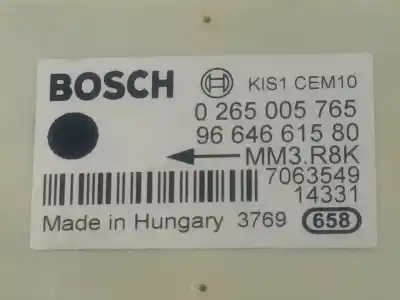 BOSCH KIS1 CEM10
0 265 005 765
96 646 615 80
MM3.R8K
7063549
14331
Made in Hungary 3769 658